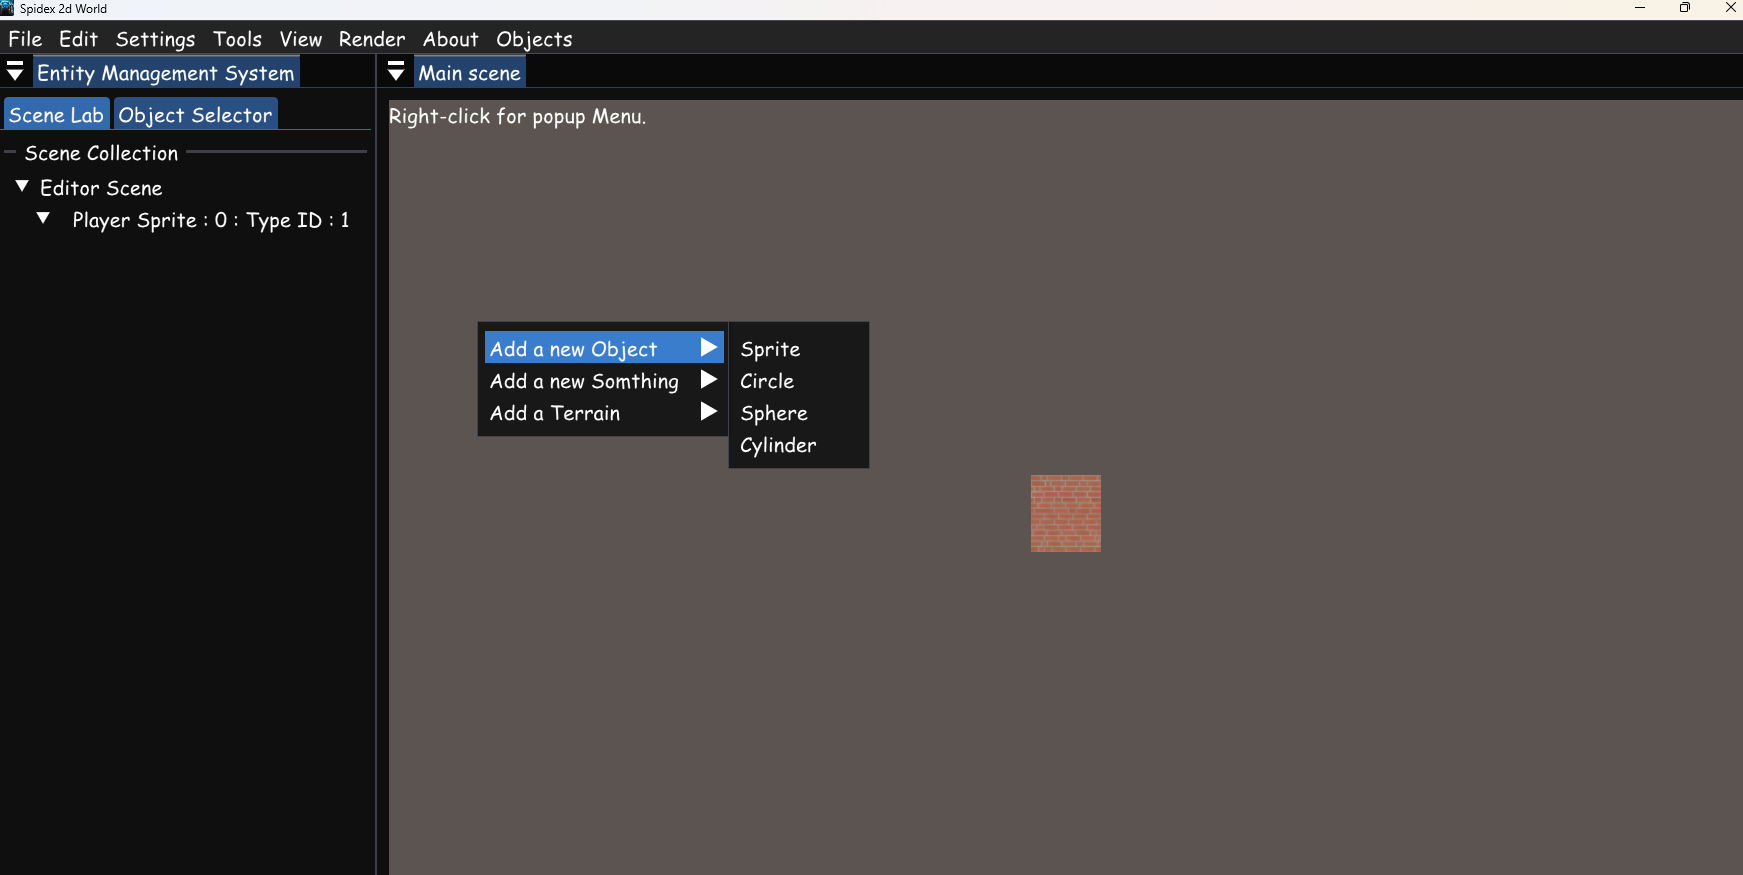 Spidex 2d World
File Edit Settings Tools View Render About Objects
Entity Management System
Main scene
Scene Lab Object Selector
Right-click for popup Menu.
Scene Collection
Editor Scene
Player Sprite : 0 : Type ID : 1
Add a new Object
Add a new Somthing
Add a Terrain
Sprite
Circle
Sphere
Cylinder